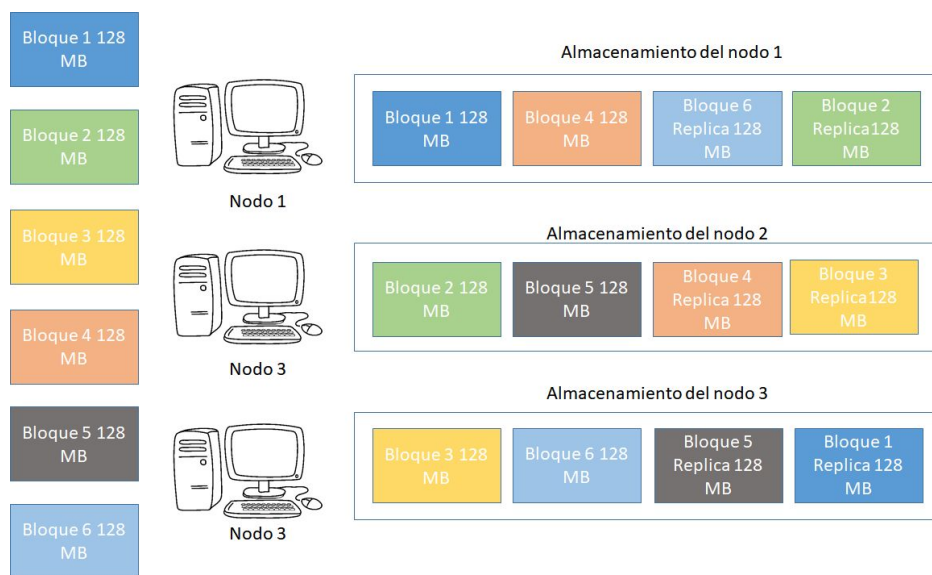 Bloque 1 128
MB
Bloque 2 128
MB
Bloque 3 128
MB
Bloque 4 128
MB
Bloque 5 128
MB
Bloque 6 128
MB
Nodo 1
Nodo 3
Nodo 3
Almacenamiento del nodo 1
Bloque 1 128
MB
Bloque 4 128
MB
Bloque 6
Replica 128
MB
Bloque 2
Replica128
MB
Almacenamiento del nodo 2
Bloque 2 128
MB
Bloque 5 128
MB
Bloque 4
Replica 128
MB
Bloque 3
Replica128
MB
Almacenamiento del nodo 3
Bloque 3 128
MB
Bloque 6 128
MB
Bloque 5
Replica 128
MB
Bloque 1
Replica 128
MB